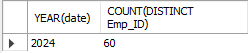 YEAR(date)
COUNT(DISTINCT
Emp_ID)
2024
60